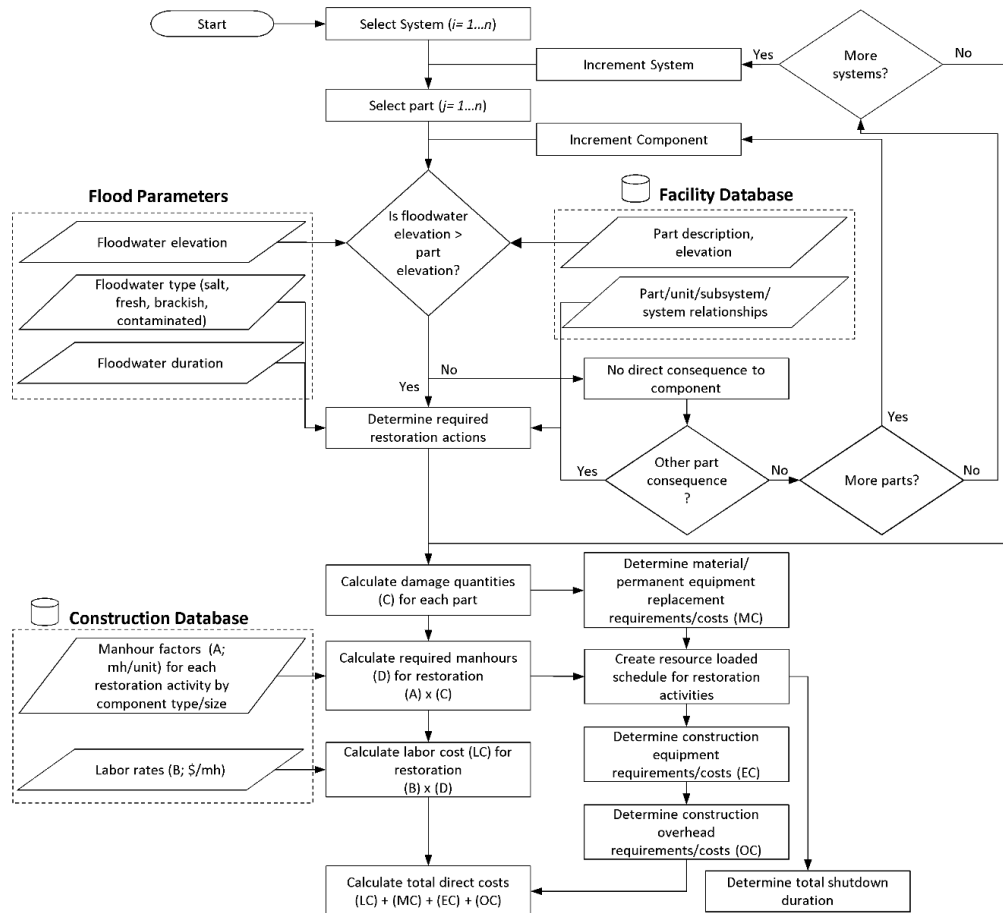 Start
Select System (i= 1...n)
More
systems?
Yes
No
Increment System
Select part (j= 1...n)
Increment Component
Flood Parameters
Facility Database
Floodwater elevation
Is floodwater
elevation >
part
elevation?
Part description,
elevation
Floodwater type (salt,
fresh, brackish,
contaminated)
Part/unit/subsystem/
system relationships
Floodwater duration
No
Yes
No direct consequence to
component
Determine required
restoration actions
Yes
Other part
consequence
?
No
More parts?
Yes
No
Calculate damage quantities
(C) for each part
Determine material/
permanent equipment
replacement
requirements/costs (MC)
Construction Database
Manhour factors (A;
mh/unit) for each
restoration activity by
component type/size
Calculate required manhours
(D) for restoration
(A) x (C)
Create resource loaded
schedule for restoration
activities
Labor rates (B; $/mh)
Calculate labor cost (LC) for
restoration
(B) x (D)
Determine construction
equipment
requirements/costs (EC)
Determine construction
overhead
requirements/costs (OC)
Calculate total direct costs
(LC) + (MC) + (EC) + (OC)
Determine total shutdown
duration